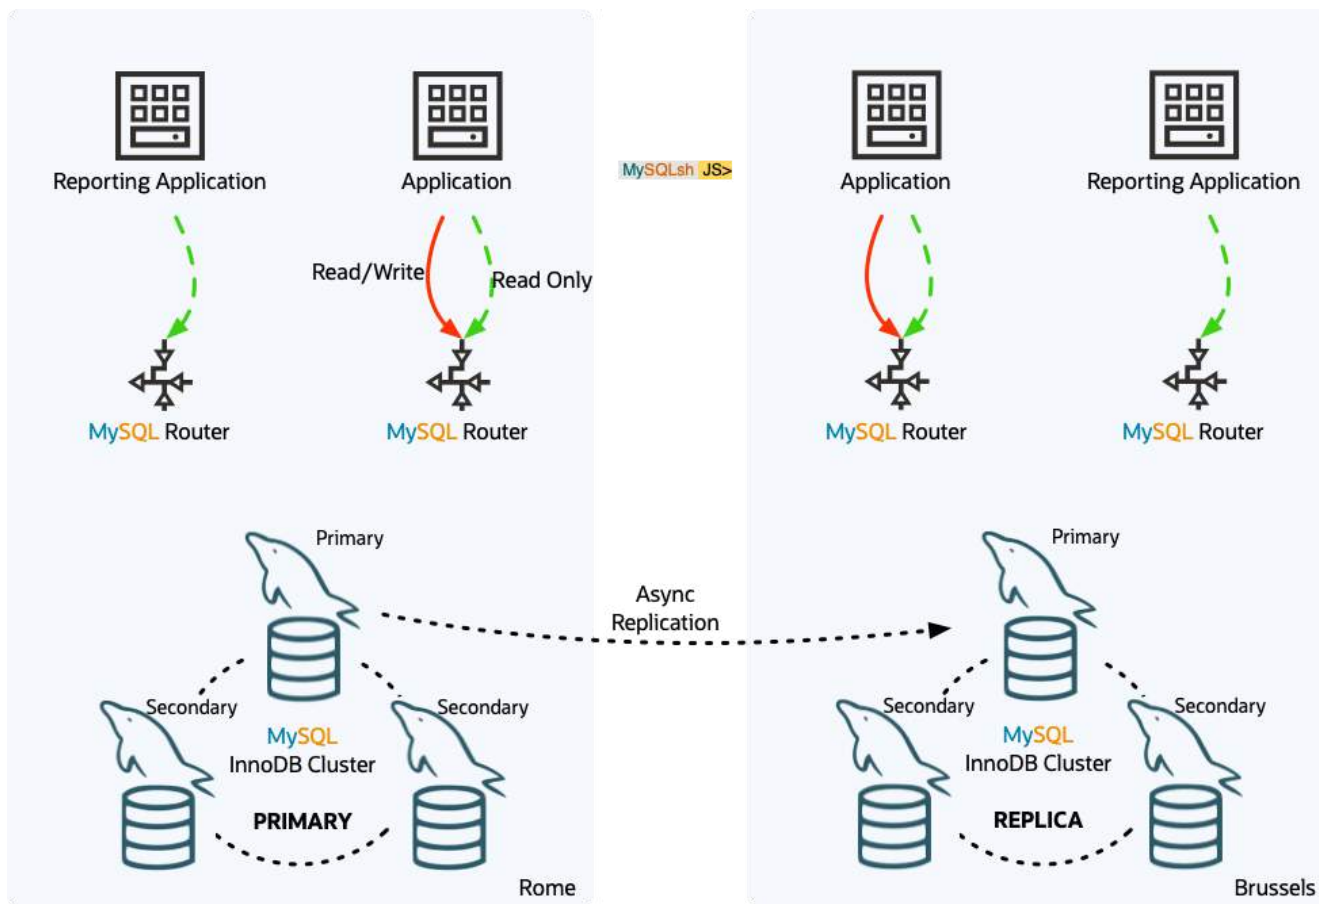 Reporting Application
Application
MySQLsh JS>
Application
Reporting Application
Read/Write
Read Only
MySQL Router
MySQL Router
MySQL Router
MySQL Router
Primary
Primary
Async
Replication
Secondary
Secondary
Secondary
Secondary
MySQL
InnoDB Cluster
MySQL
InnoDB Cluster
PRIMARY
REPLICA
Rome
Brussels